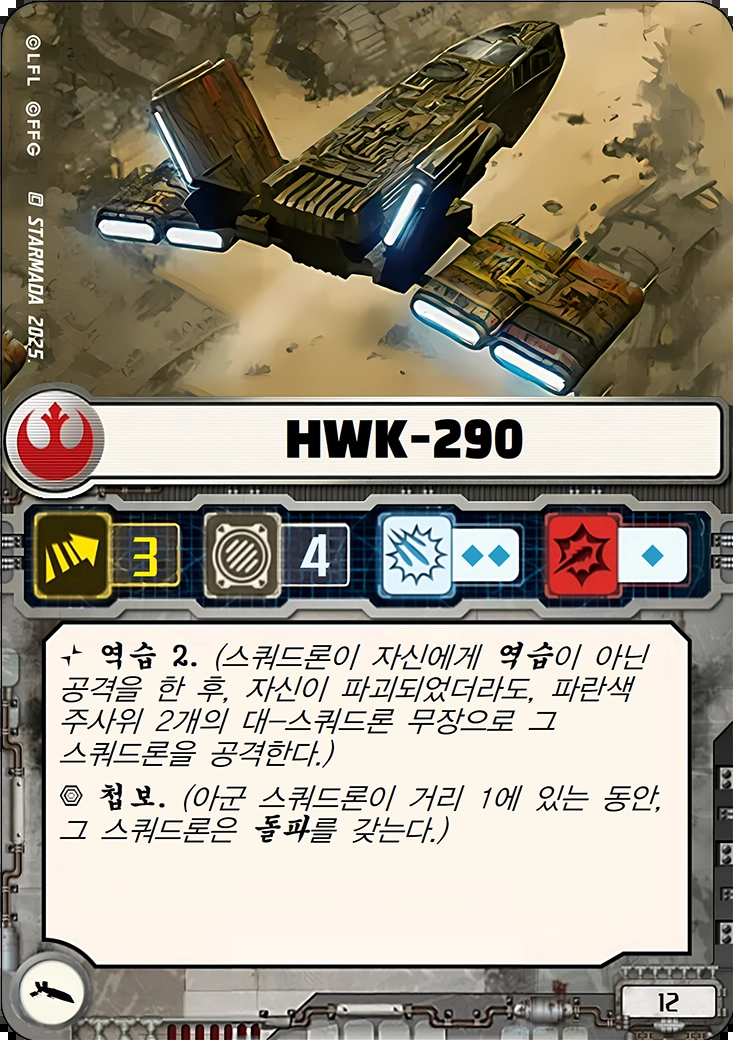 ©LFL ©FFG
STARMADA 2025.
HWK-290
3
4
역습 2. (스쿼드론이 자신에게 역습이 아닌
공격을 한 후, 자신이 파괴되었더라도, 파란색
주사위 2개의 대-스쿼드론 무장으로 그
스쿼드론을 공격한다.)
첩보. (아군 스쿼드론이 거리 1에 있는 동안,
그 스쿼드론은 돌파를 갖는다.)
12